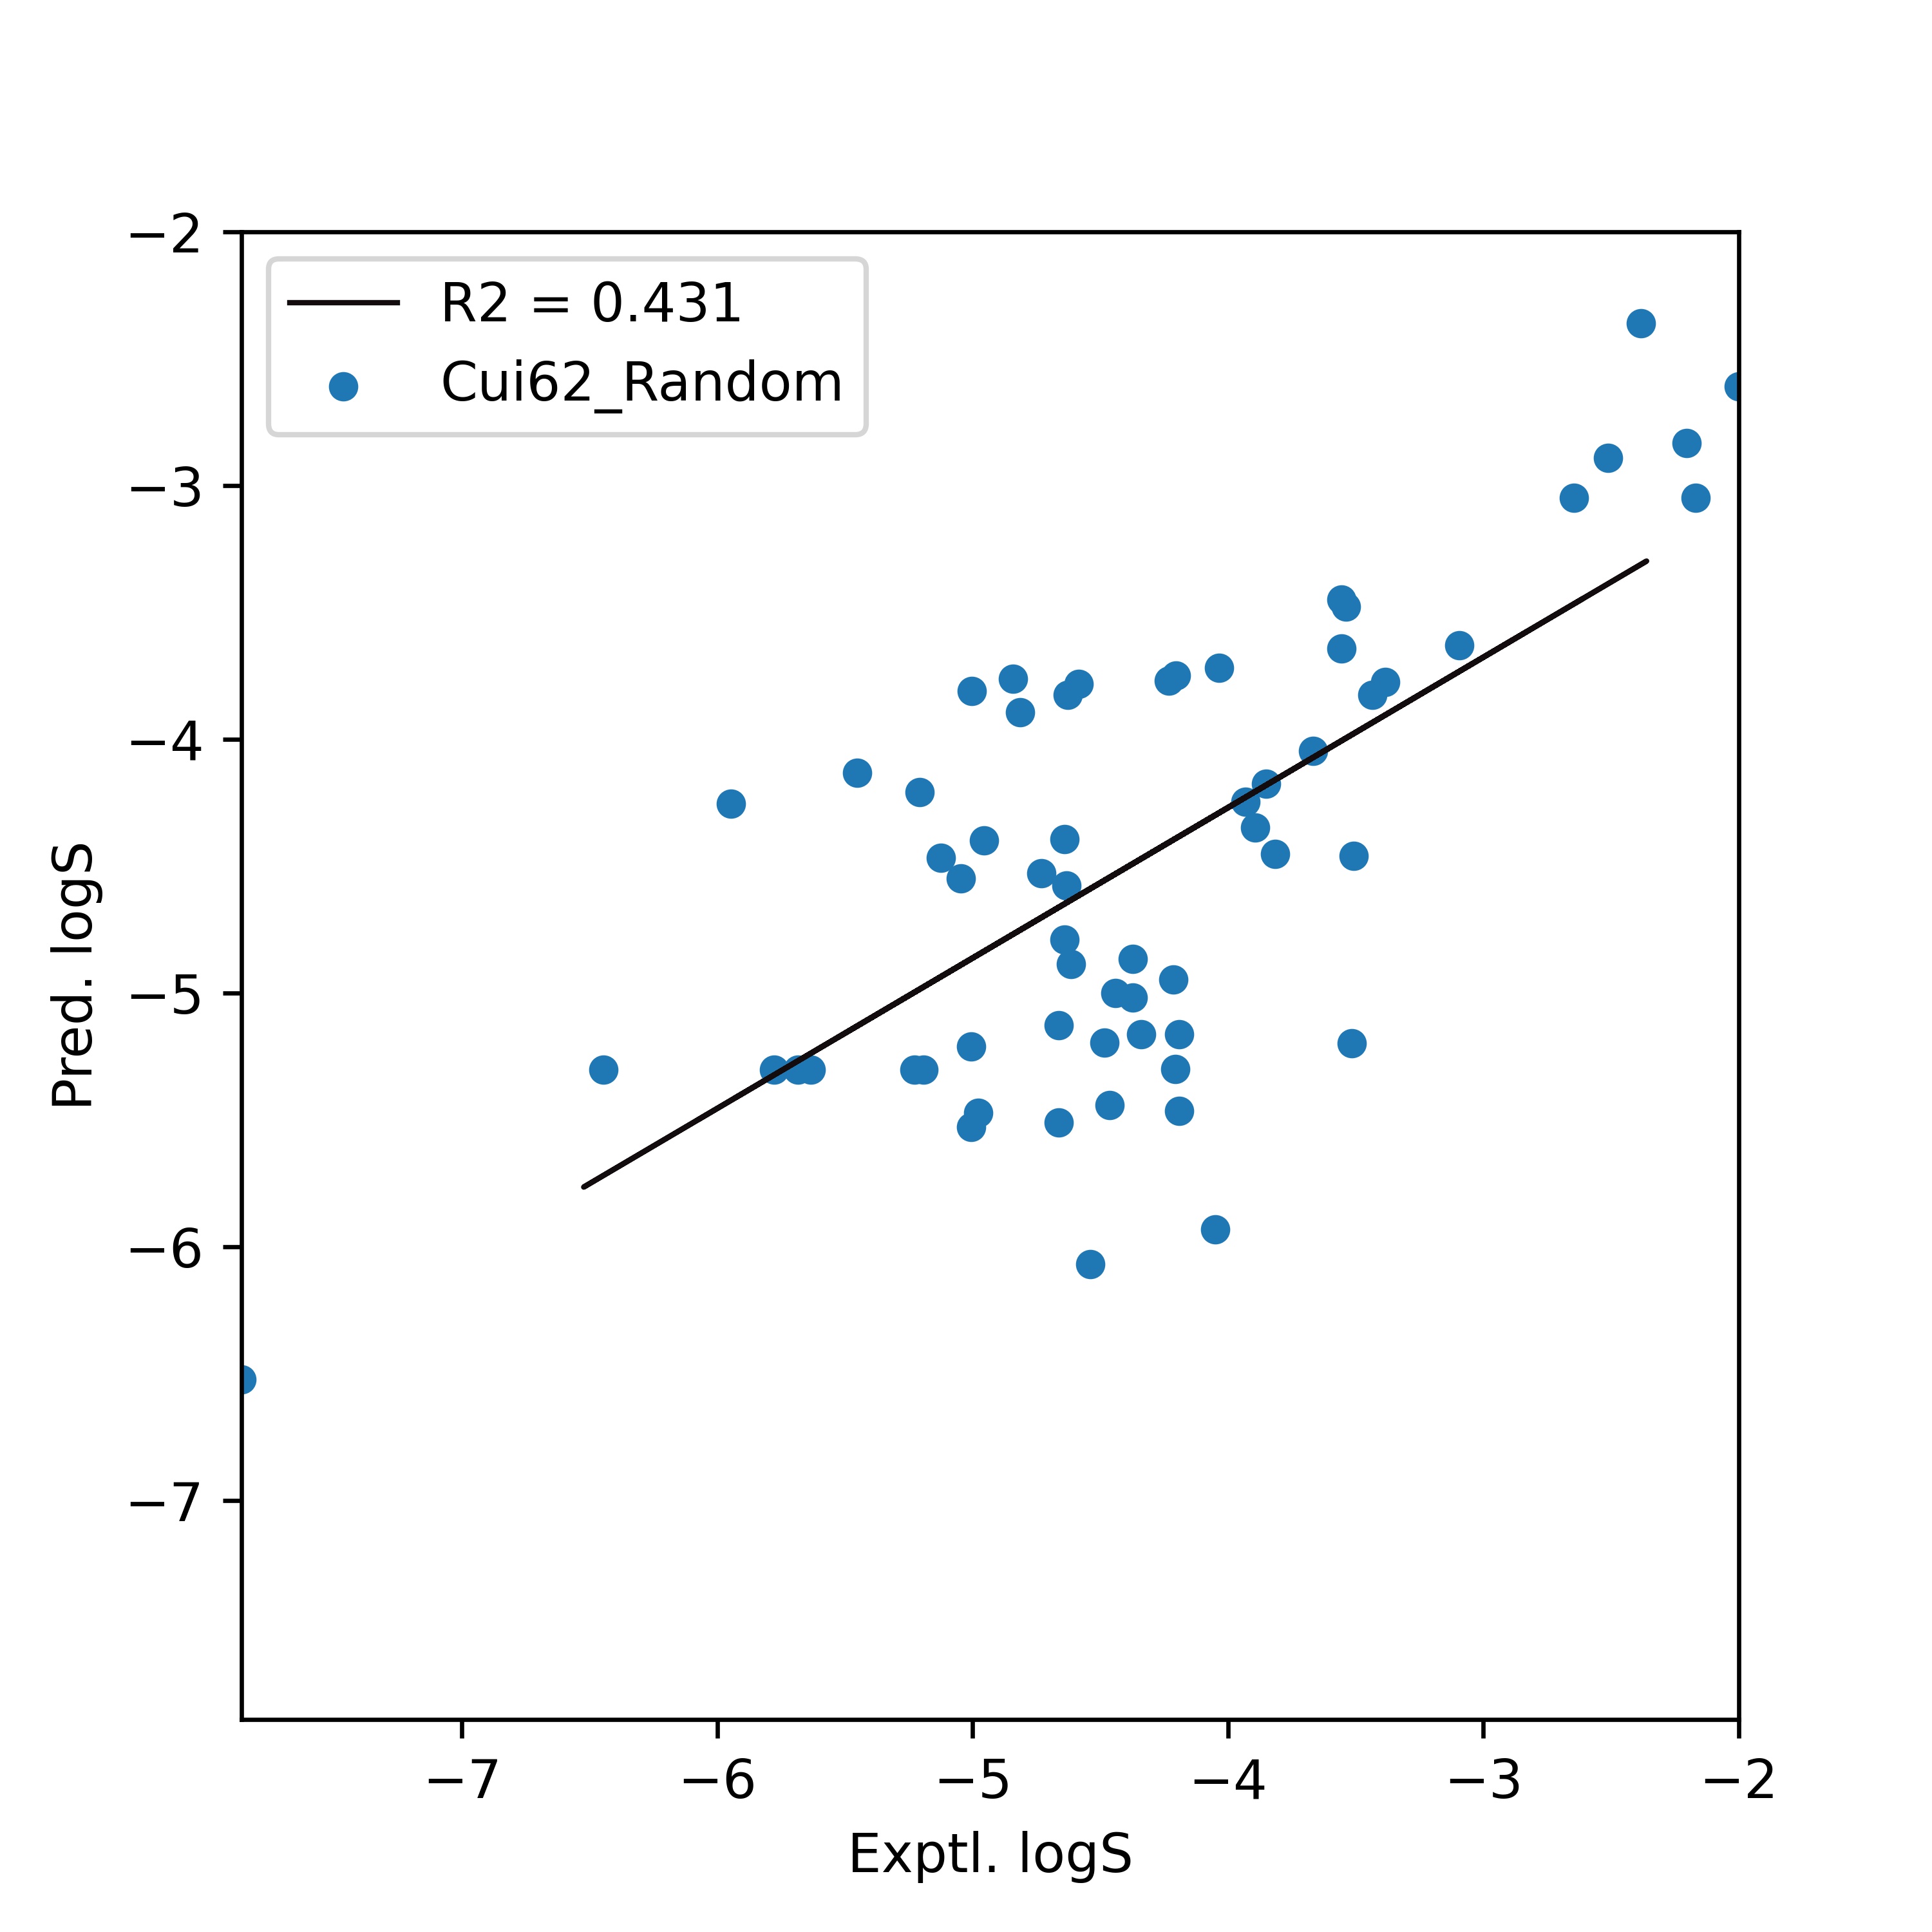 R2 = 0.431
Cui62_Random
−2
−3
−4
−5
−6
−7
Pred. logS
−7 −6 −5 −4 −3 −2
Exptl. logS